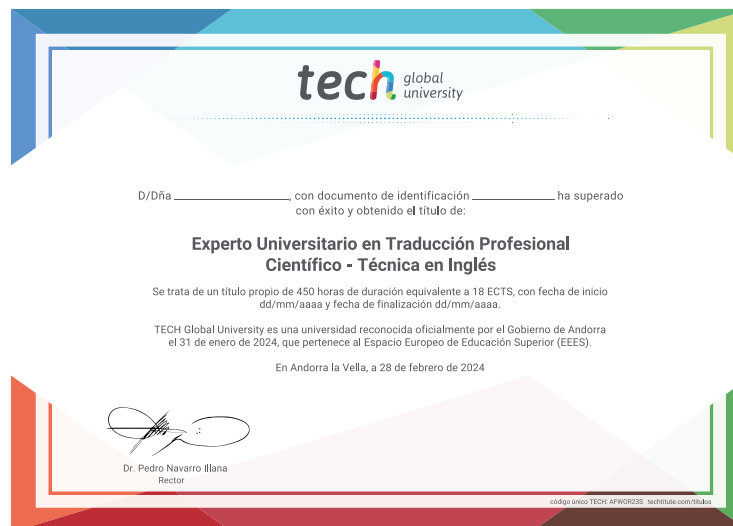 tech global
university
D/Dña ____________________, con documento de identificación ______________ ha superado
con éxito y obtenido el título de:
Experto Universitario en Traducción Profesional
Científico - Técnica en Inglés
Se trata de un título propio de 450 horas de duración equivalente a 18 ECTS, con fecha de inicio
dd/mm/aaaa y fecha de finalización dd/mm/aaaa.
TECH Global University es una universidad reconocida oficialmente por el Gobierno de Andorra
el 31 de enero de 2024, que pertenece al Espacio Europeo de Educación Superior (EEES).
En Andorra la Vella, a 28 de febrero de 2024
Dr. Pedro Navarro Illana
Rector
código único TECH: AFWOR23S techtitute.com/titulos